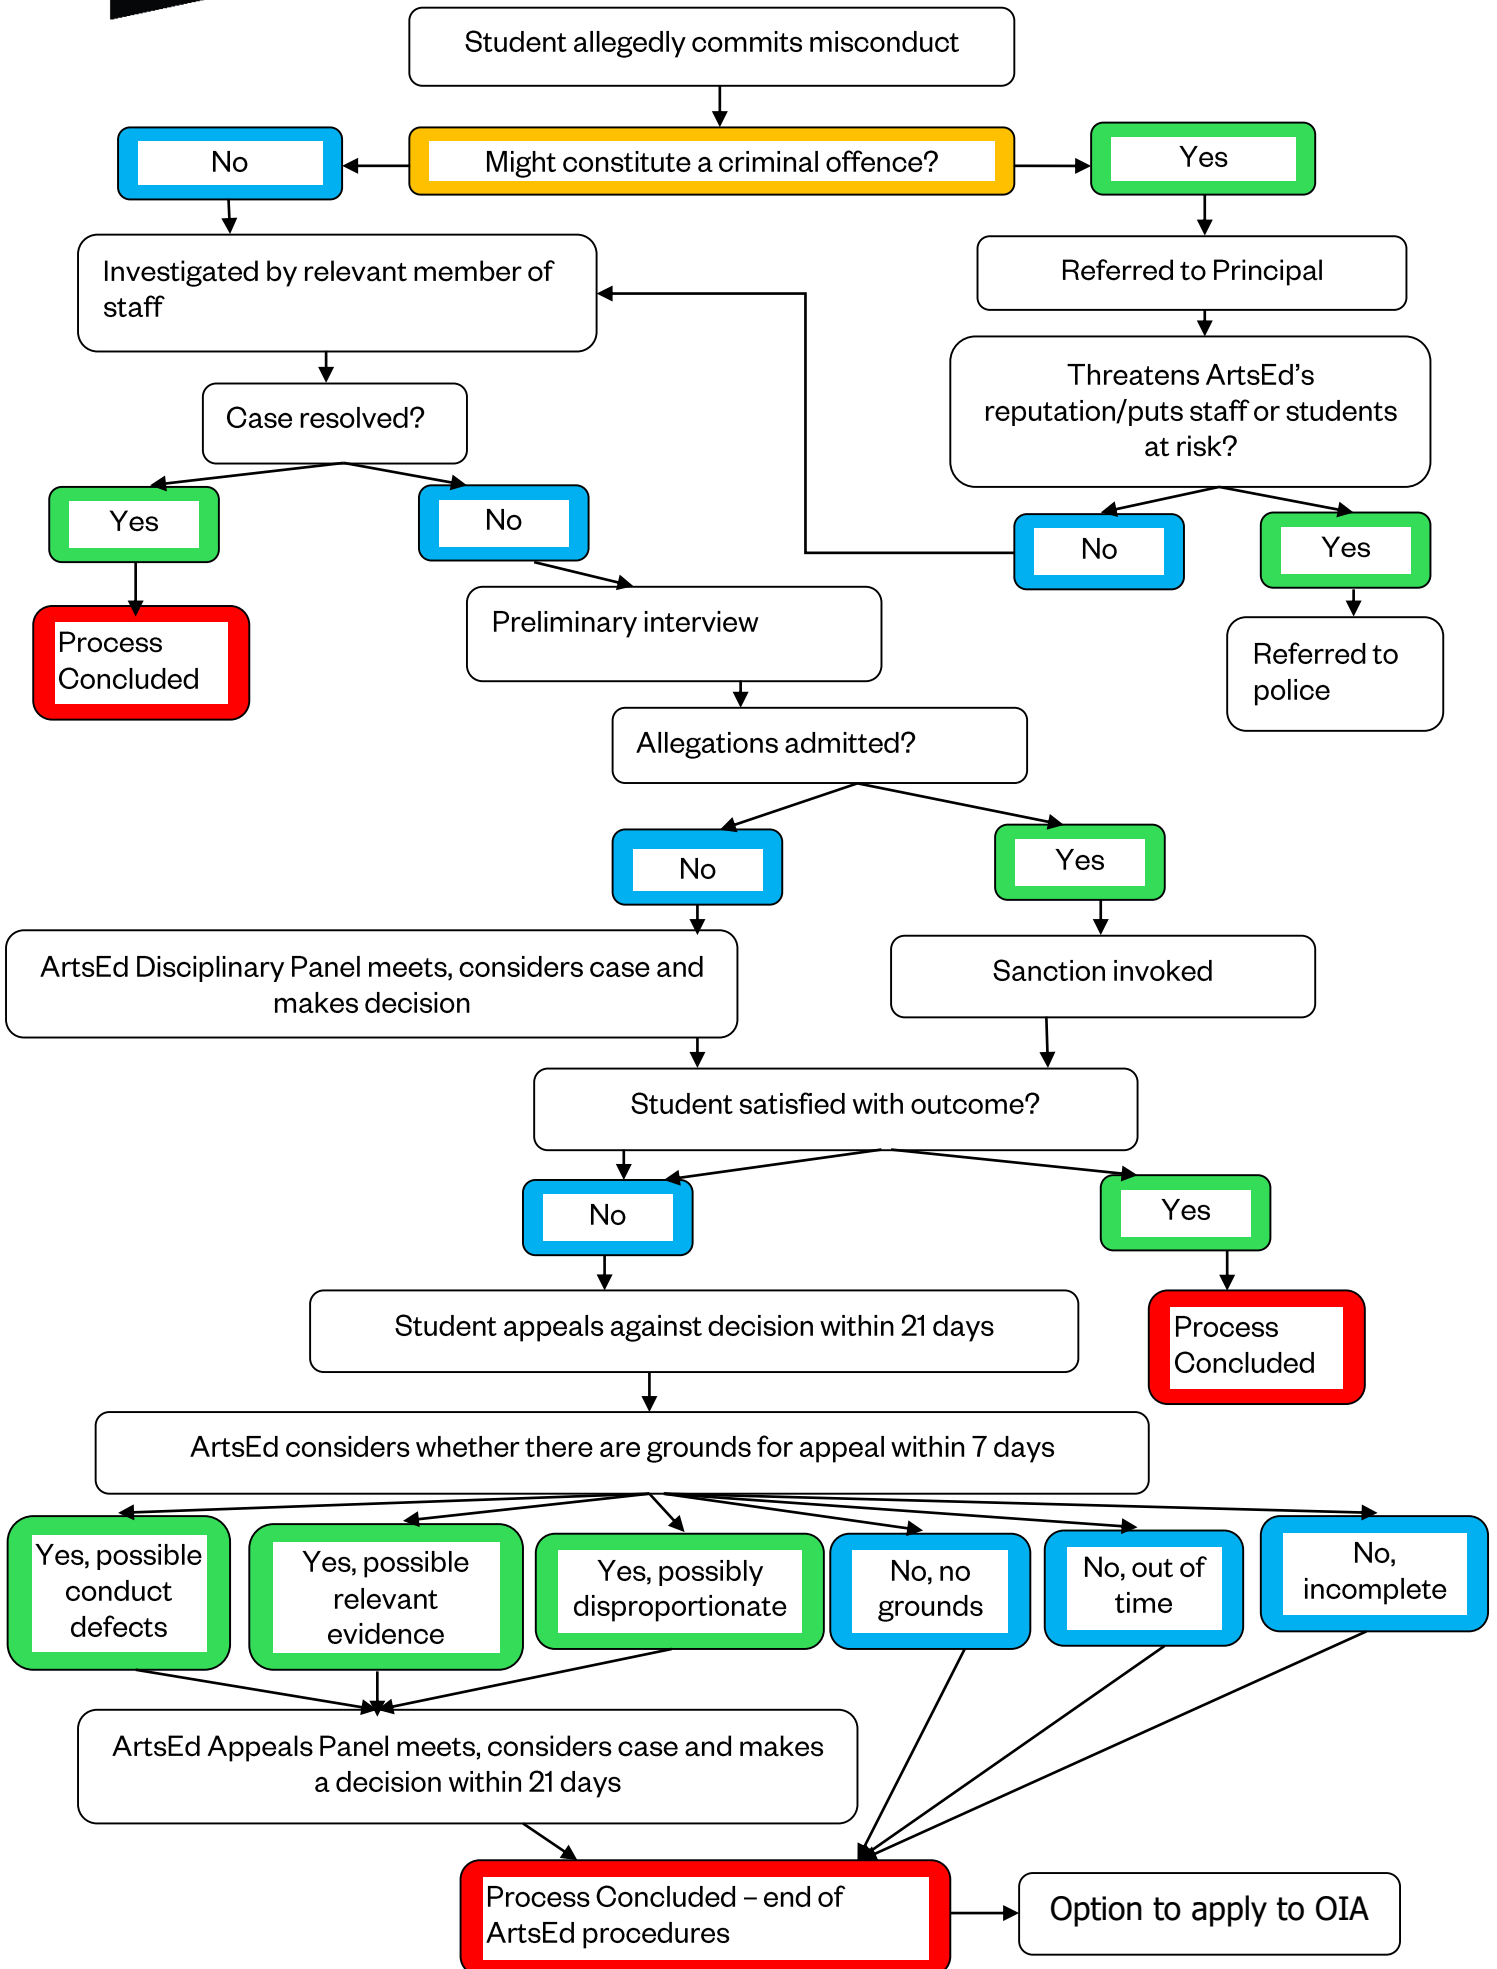 Student allegedly commits misconduct
No
Might constitute a criminal offence?
Yes
Investigated by relevant member of
staff
Referred to Principal
Threatens ArtsEd’s
reputation/puts staff or students
at risk?
Case resolved?
Yes
No
No
Yes
Process
Concluded
Preliminary interview
Referred to
police
Allegations admitted?
No
Yes
ArtsEd Disciplinary Panel meets, considers case and
makes decision
Sanction invoked
Student satisfied with outcome?
No
Yes
Student appeals against decision within 21 days
Process
Concluded
ArtsEd considers whether there are grounds for appeal within 7 days
Yes, possible
conduct
defects
Yes, possible
relevant
evidence
Yes, possibly
disproportionate
No, no
grounds
No, out of
time
No,
incomplete
ArtsEd Appeals Panel meets, considers case and makes
a decision within 21 days
Process Concluded – end of
ArtsEd procedures
Option to apply to OIA